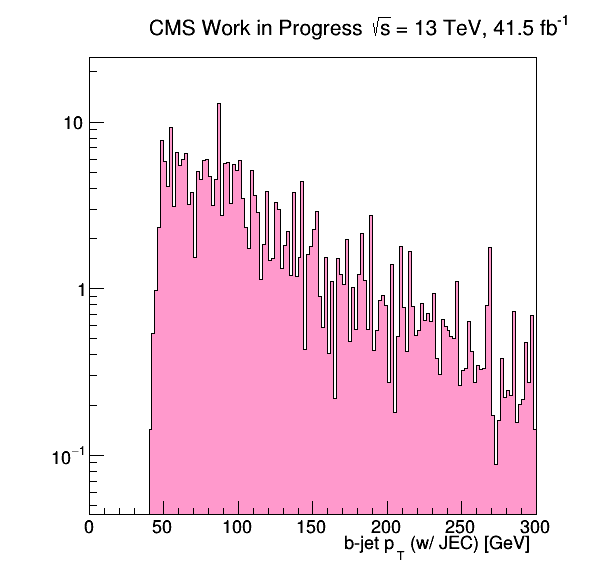 CMS Work in Progress √s = 13 TeV, 41.5 fb⁻¹
10
1
10⁻¹
0 50 100 150 200 250 300
b-jet p_T (w/ JEC) [GeV]